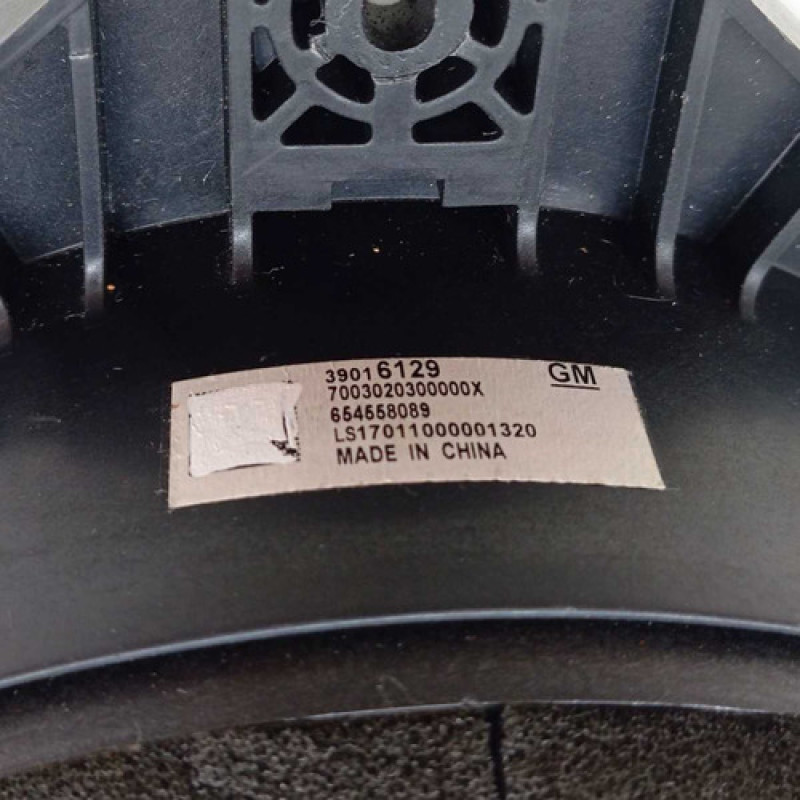 39016129
GM
7003020300000X
654558089
LS17011000001320
MADE IN CHINA